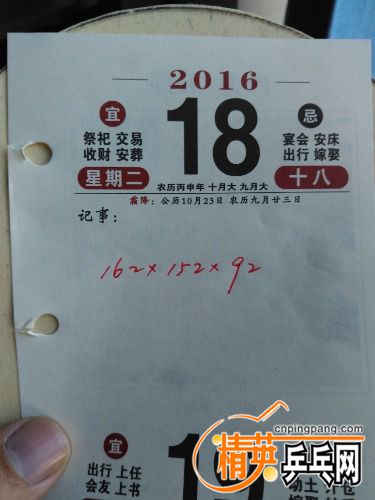 2016
宜
18
忌
祭祀 交易
收财 安葬
宴会 安床
出行 嫁娶
星期二
农历丙申年 十月大 九月大
十八
霜降：公历10月23日 农历九月廿三日
记事：
162×152×92
宜
出行 上任
会友 上书
动土
cnpingpang.com
精英乒乓网